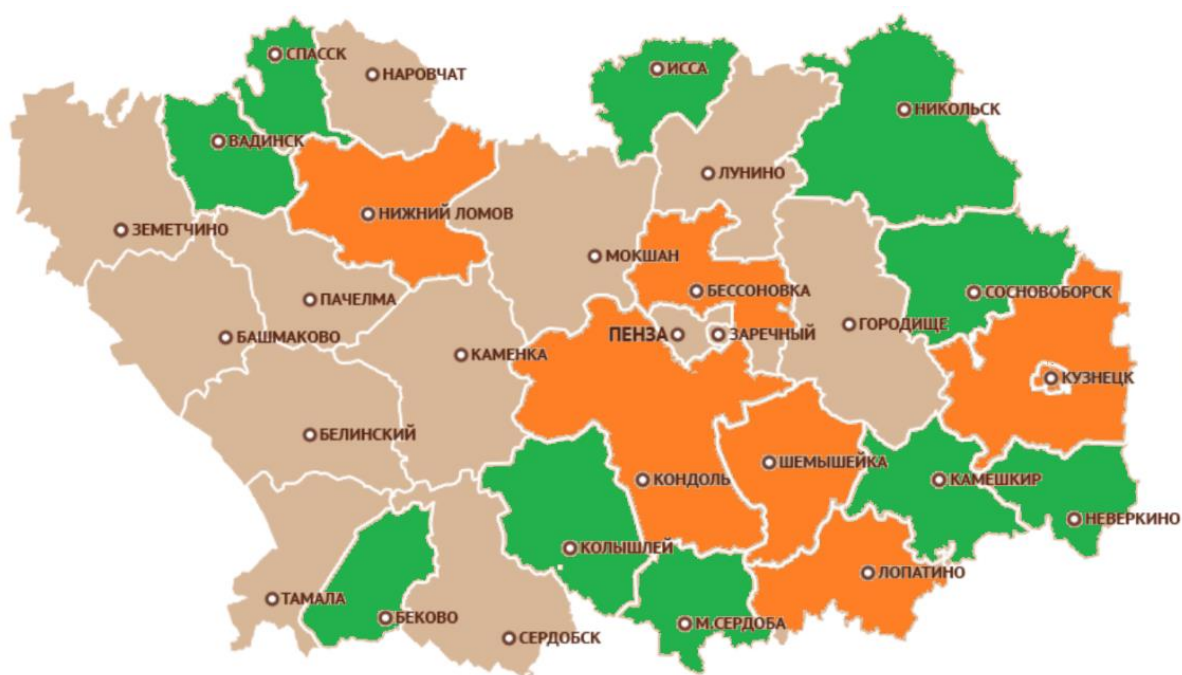 СПАССК
НАРОВЧАТ
ИССА
НИКОЛЬСК
ВАДИНСК
ЛУНИНО
НИЖНИЙ ЛОМОВ
ЗЕМЕТЧИНО
МОКШАН
БЕССОНОВКА
СОСНОВОБОРСК
ПАЧЕЛМА
ГОРОДИЩЕ
БАШМАКОВО
ПЕНЗА
ЗАРЕЧНЫЙ
КАМЕНКА
КУЗНЕЦК
БЕЛИНСКИЙ
ШЕМЫШЕЙКА
КОНДОЛЬ
КАМЕШКИР
НЕВЕРКИНО
КОЛЫШЛЕЙ
ЛОПАТИНО
ТАМАЛА
БЕКОВО
М.СЕРДОБА
СЕРДОБСК